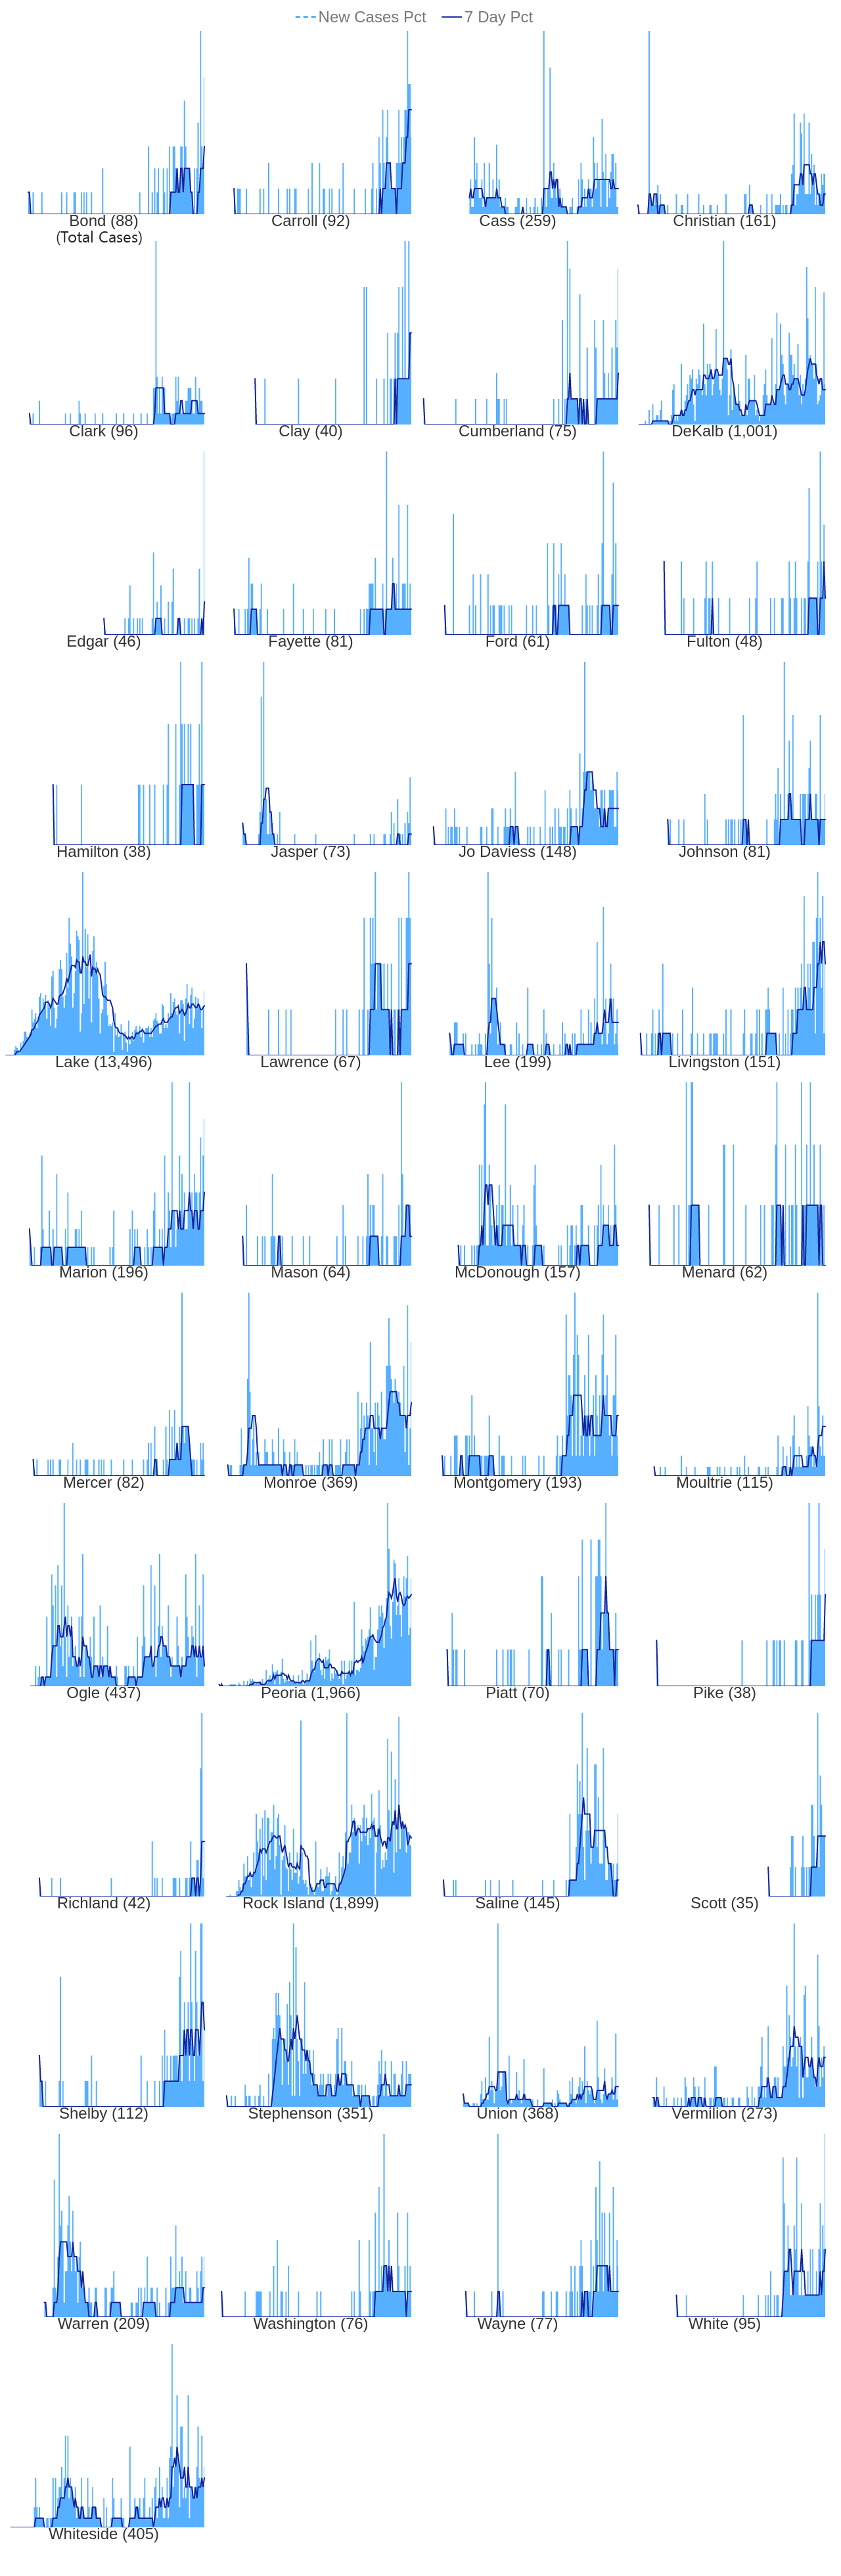 New Cases Pct 7 Day Pct
Bond (88) Carroll (92) Cass (259) Christian (161)
(Total Cases)
Clark (96) Clay (40) Cumberland (75) DeKalb (1,001)
Edgar (46) Fayette (81) Ford (61) Fulton (48)
Hamilton (38) Jasper (73) Jo Daviess (148) Johnson (81)
Lake (13,496) Lawrence (67) Lee (199) Livingston (151)
Marion (196) Mason (64) McDonough (157) Menard (62)
Mercer (82) Monroe (369) Montgomery (193) Moultrie (115)
Ogle (437) Peoria (1,966) Piatt (70) Pike (38)
Richland (42) Rock Island (1,899) Saline (145) Scott (35)
Shelby (112) Stephenson (351) Union (368) Vermilion (273)
Warren (209) Washington (76) Wayne (77) White (95)
Whiteside (405)